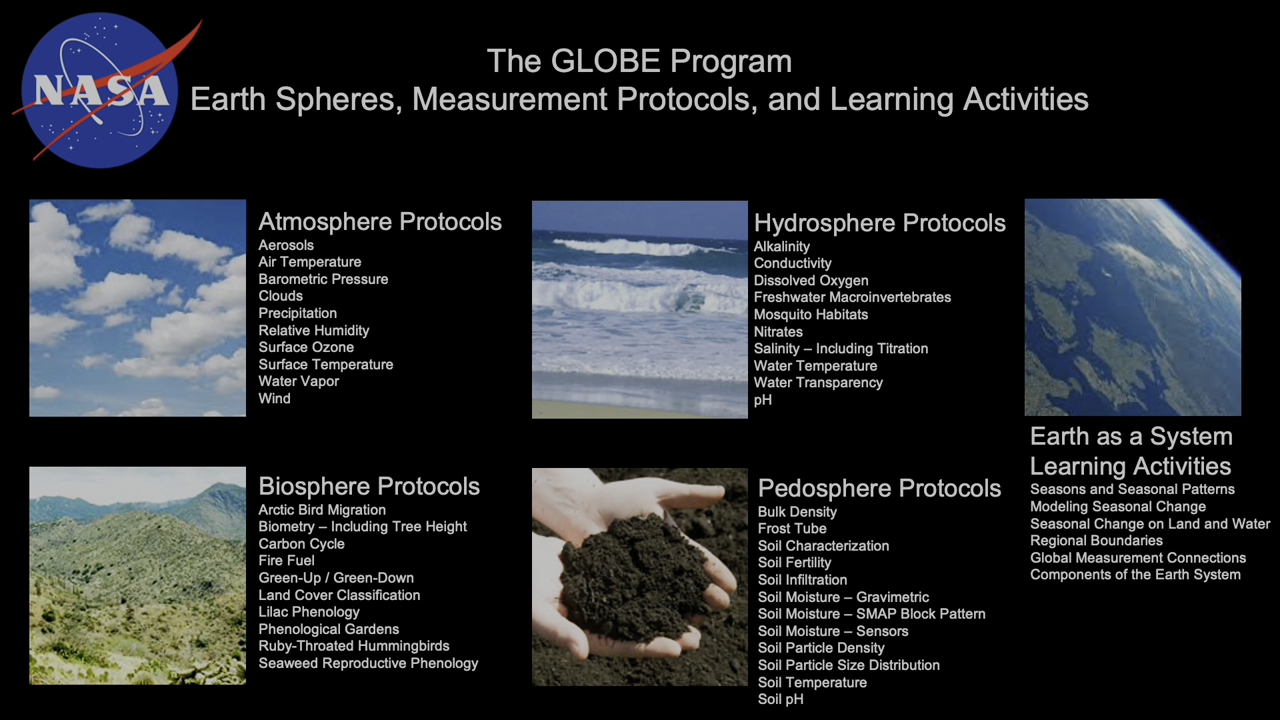 NASA
The GLOBE Program
Earth Spheres, Measurement Protocols, and Learning Activities
Atmosphere Protocols
Aerosols
Air Temperature
Barometric Pressure
Clouds
Precipitation
Relative Humidity
Surface Ozone
Surface Temperature
Water Vapor
Wind
Hydrosphere Protocols
Alkalinity
Conductivity
Dissolved Oxygen
Freshwater Macroinvertebrates
Mosquito Habitats
Nitrates
Salinity – Including Titration
Water Temperature
Water Transparency
pH
Earth as a System
Learning Activities
Seasons and Seasonal Patterns
Modeling Seasonal Change
Seasonal Change on Land and Water
Regional Boundaries
Global Measurement Connections
Components of the Earth System
Biosphere Protocols
Arctic Bird Migration
Biometry – Including Tree Height
Carbon Cycle
Fire Fuel
Green-Up / Green-Down
Land Cover Classification
Lilac Phenology
Phenological Gardens
Ruby-Throated Hummingbirds
Seaweed Reproductive Phenology
Pedosphere Protocols
Bulk Density
Frost Tube
Soil Characterization
Soil Fertility
Soil Infiltration
Soil Moisture – Gravimetric
Soil Moisture – SMAP Block Pattern
Soil Moisture – Sensors
Soil Particle Density
Soil Particle Size Distribution
Soil Temperature
Soil pH